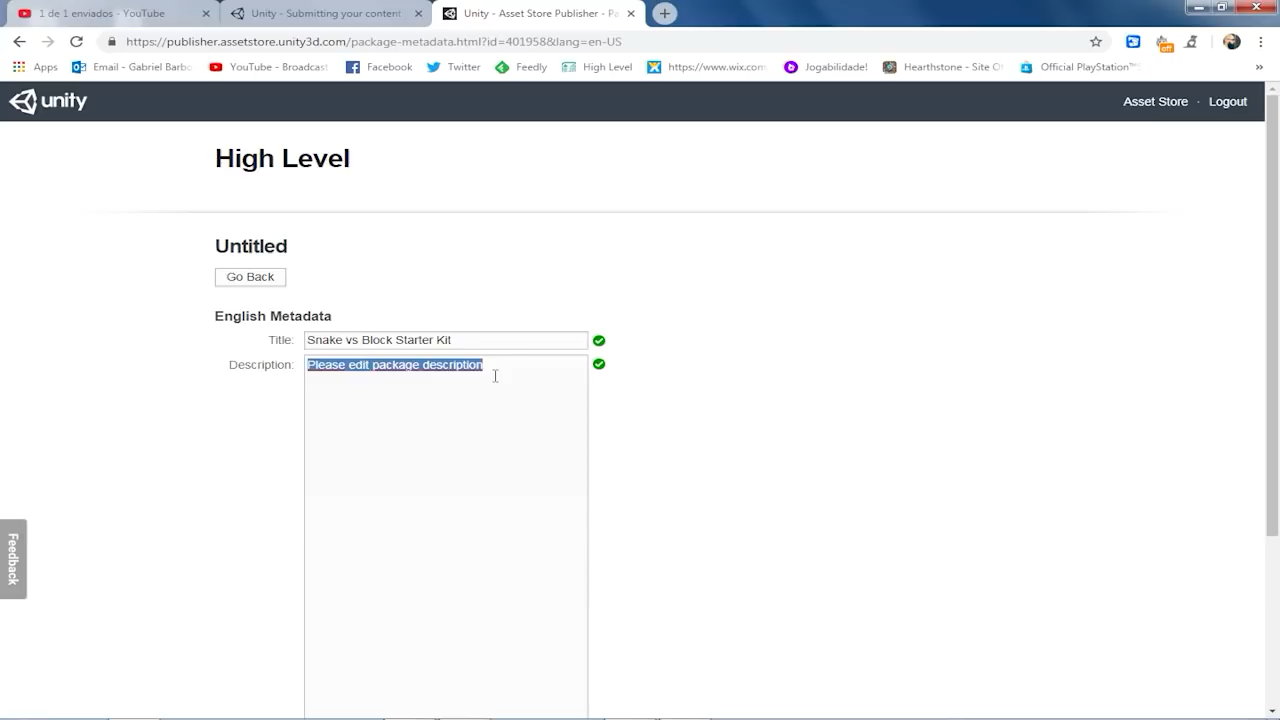 1 de 1 enviados - YouTube
Unity - Submitting your content
Unity - Asset Store Publisher - Pa
https://publisher.assetstore.unity3d.com/package-metadata.html?id=401958&lang=en-US
off
Apps
Email - Gabriel Barbo
YouTube - Broadcast
Facebook
Twitter
Feedly
High Level
https://www.wix.com
Jogabilidade!
Hearthstone - Site Of
Official PlayStation™
unity
Asset Store · Logout
High Level
Untitled
Go Back
English Metadata
Title: Snake vs Block Starter Kit
Description: Please edit package description
Feedback